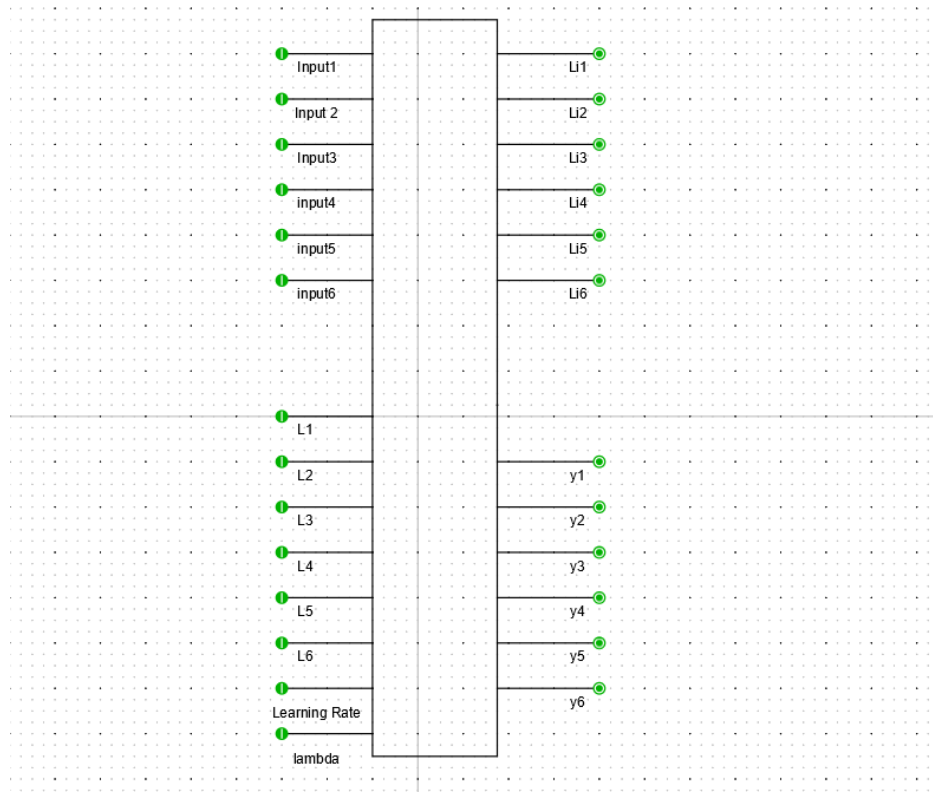 Input1
Li1
Input 2
Li2
Input3
Li3
input4
Li4
input5
Li5
input6
Li6
L1
L2
y1
L3
y2
L4
y3
L5
y4
L6
y5
Learning Rate
y6
lambda